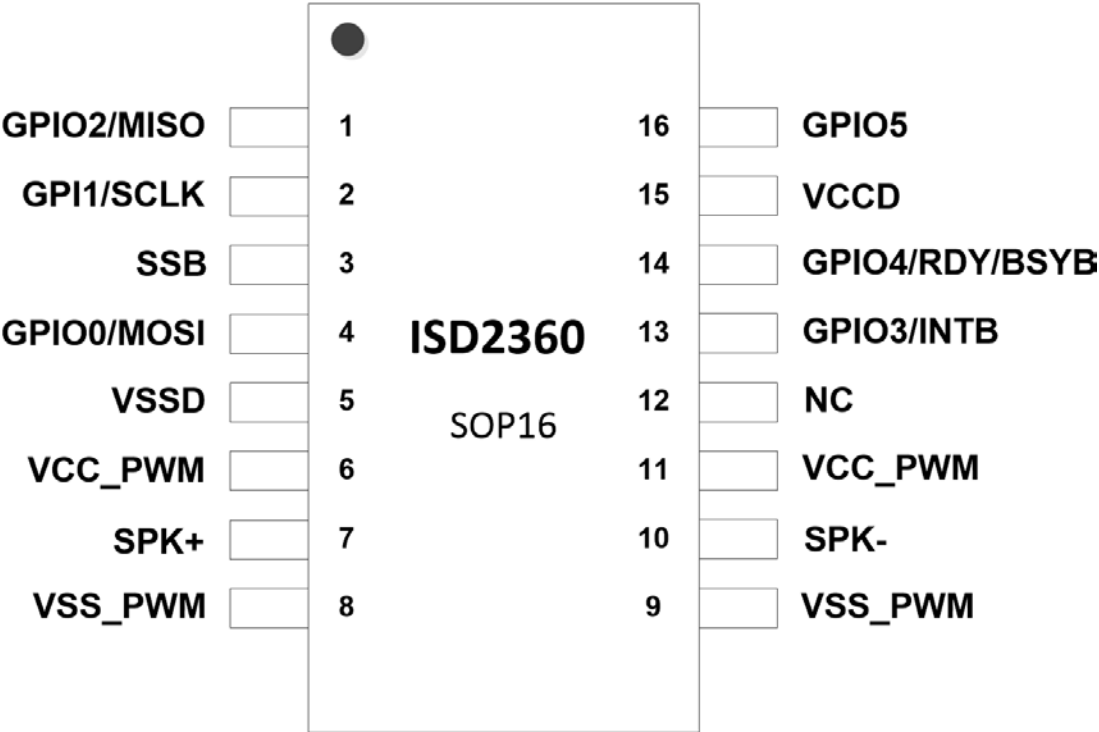 GPIO2/MISO 1 16 GPIO5
GPI1/SCLK 2 15 VCCD
SSB 3 14 GPIO4/RDY/BSYB
GPIO0/MOSI 4 ISD2360 13 GPIO3/INTB
VSSD 5 12 NC
SOP16
VCC_PWM 6 11 VCC_PWM
SPK+ 7 10 SPK-
VSS_PWM 8 9 VSS_PWM